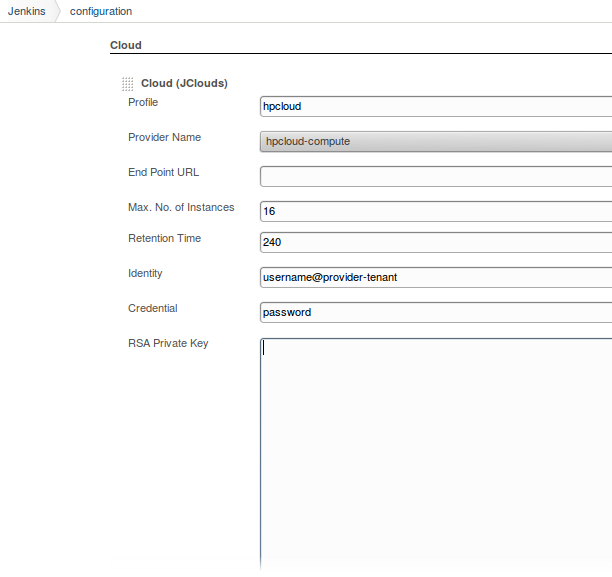 Jenkins configuration
Cloud
Cloud (JClouds)
Profile hpcloud
Provider Name hpcloud-compute
End Point URL
Max. No. of Instances 16
Retention Time 240
Identity username@provider-tenant
Credential password
RSA Private Key